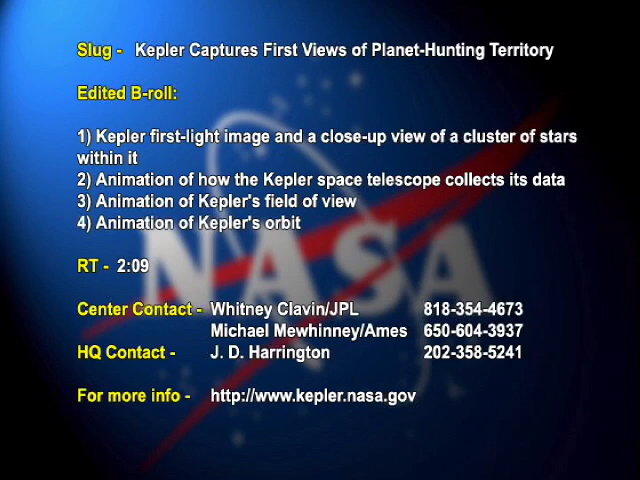 Slug - Kepler Captures First Views of Planet-Hunting Territory
Edited B-roll:
1) Kepler first-light image and a close-up view of a cluster of stars
within it
2) Animation of how the Kepler space telescope collects its data
3) Animation of Kepler's field of view
4) Animation of Kepler's orbit
NASA
RT - 2:09
Center Contact - Whitney Clavin/JPL 818-354-4673
Michael Mewhinney/Ames 650-604-3937
HQ Contact - J. D. Harrington 202-358-5241
For more info - http://www.kepler.nasa.gov